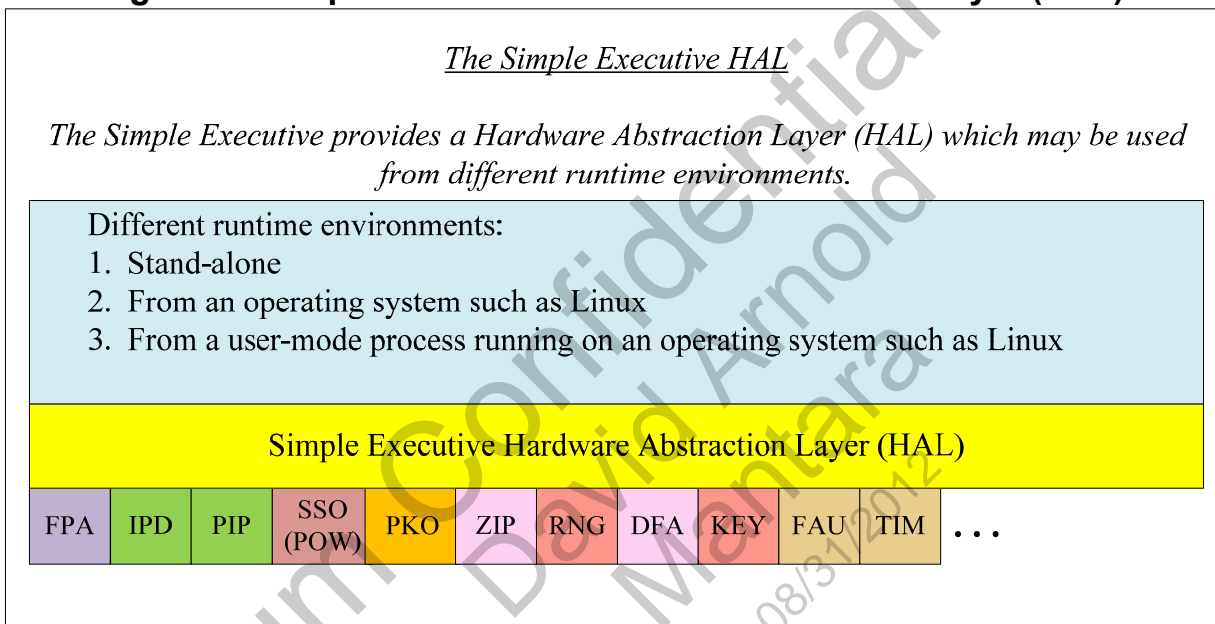 The Simple Executive HAL
The Simple Executive provides a Hardware Abstraction Layer (HAL) which may be used
from different runtime environments.
Different runtime environments:
1. Stand-alone
2. From an operating system such as Linux
3. From a user-mode process running on an operating system such as Linux
Simple Executive Hardware Abstraction Layer (HAL)
FPA IPD PIP SSO (POW) PKO ZIP RNG DFA KEY FAU TIM ...
Confidential
David Arnold
Mantara
08/31/2012